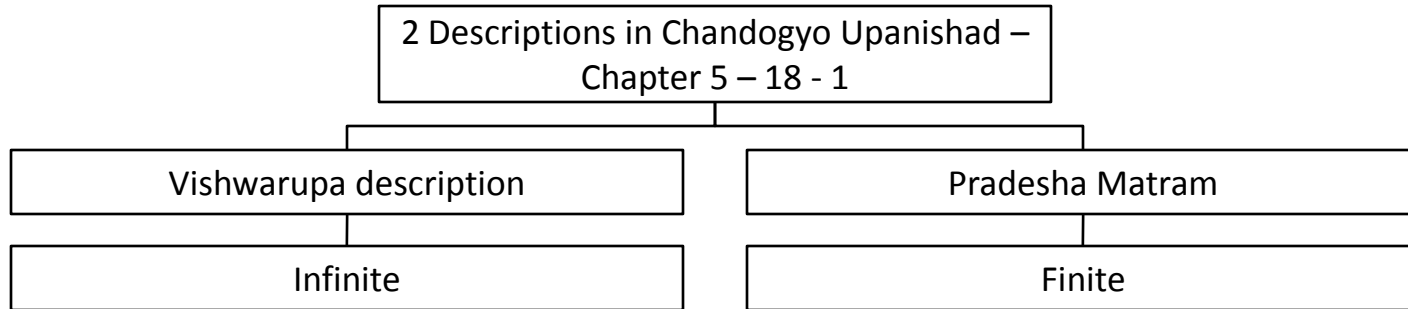 2 Descriptions in Chandogyo Upanishad –
Chapter 5 – 18 - 1
Vishwarupa description
Pradesha Matram
Infinite
Finite